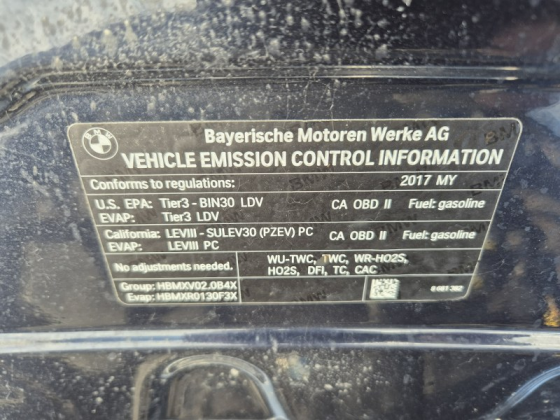 BMW
Bayerische Motoren Werke AG
VEHICLE EMISSION CONTROL INFORMATION
Conforms to regulations: 2017 MY
U.S. EPA: Tier3 - BIN30 LDV CA OBD II Fuel: gasoline
EVAP: Tier3 LDV
California: LEVIII - SULEV30 (PZEV) PC CA OBD II Fuel: gasoline
EVAP: LEVIII PC
No adjustments needed. WU-TWC, TWC, WR-HO2S,
HO2S, DFI, TC, CAC
Group: HBMXV02.0B4X
Evap: HBMXR0130F3X